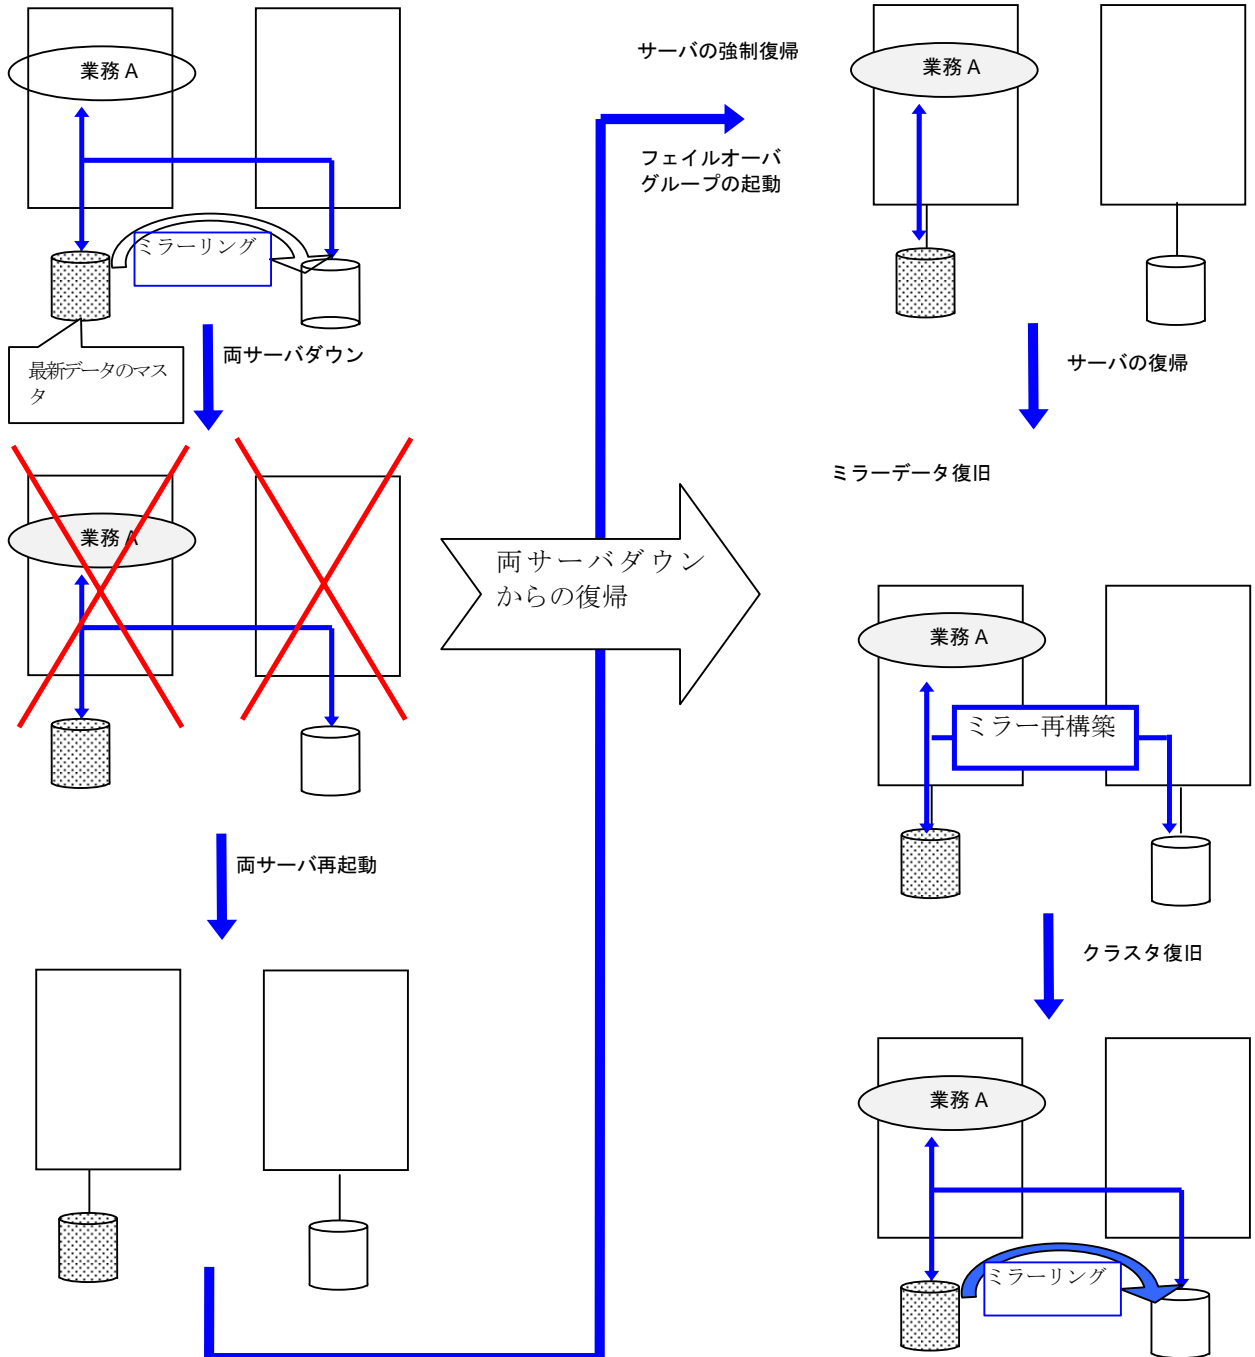 業務 A
ミラーリング
最新データのマス
タ
両サーバダウン
業務 A
両サーバ再起動
両サーバダウン
からの復帰
サーバの強制復帰
フェイルオーバ
グループの起動
業務 A
サーバの復帰
ミラーデータ復旧
業務 A
ミラー再構築
クラスタ復旧
業務 A
ミラーリング